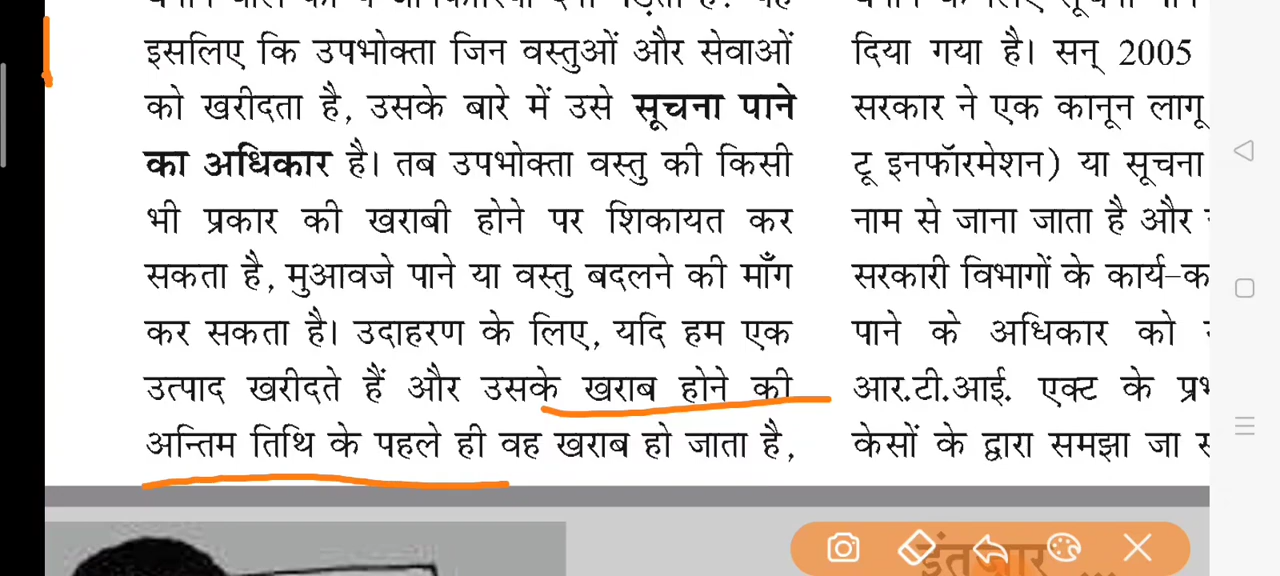 इसलिए कि उपभोक्ता जिन वस्तुओं और सेवाओं
को खरीदता है, उसके बारे में उसे सूचना पाने
का अधिकार है। तब उपभोक्ता वस्तु की किसी
भी प्रकार की खराबी होने पर शिकायत कर
सकता है, मुआवजे पाने या वस्तु बदलने की माँग
कर सकता है। उदाहरण के लिए, यदि हम एक
उत्पाद खरीदते हैं और उसके खराब होने की
अन्तिम तिथि के पहले ही वह खराब हो जाता है,
दिया गया है। सन् 2005
सरकार ने एक कानून लागू
टू इनफॉरमेशन) या सूचना
नाम से जाना जाता है और
सरकारी विभागों के कार्य-क
पाने के अधिकार को
आर.टी.आई. एक्ट के प्रभ
केसों के द्वारा समझा जा स
इंतज़ार ...